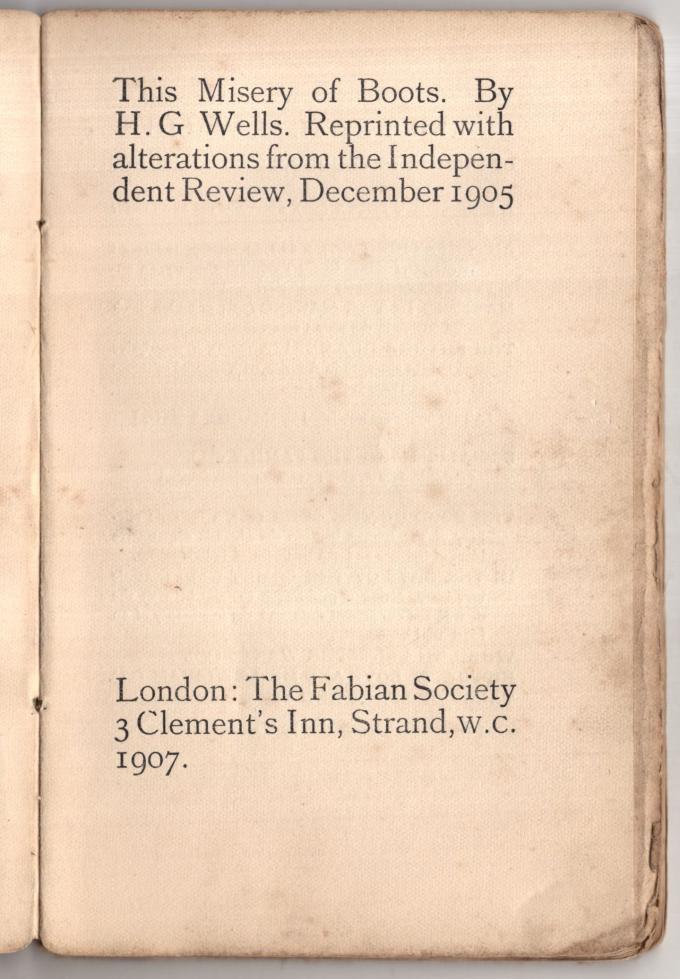 This Misery of Boots. By
H. G Wells. Reprinted with
alterations from the Indepen-
dent Review, December 1905
London: The Fabian Society
3 Clement's Inn, Strand, W.C.
1907.